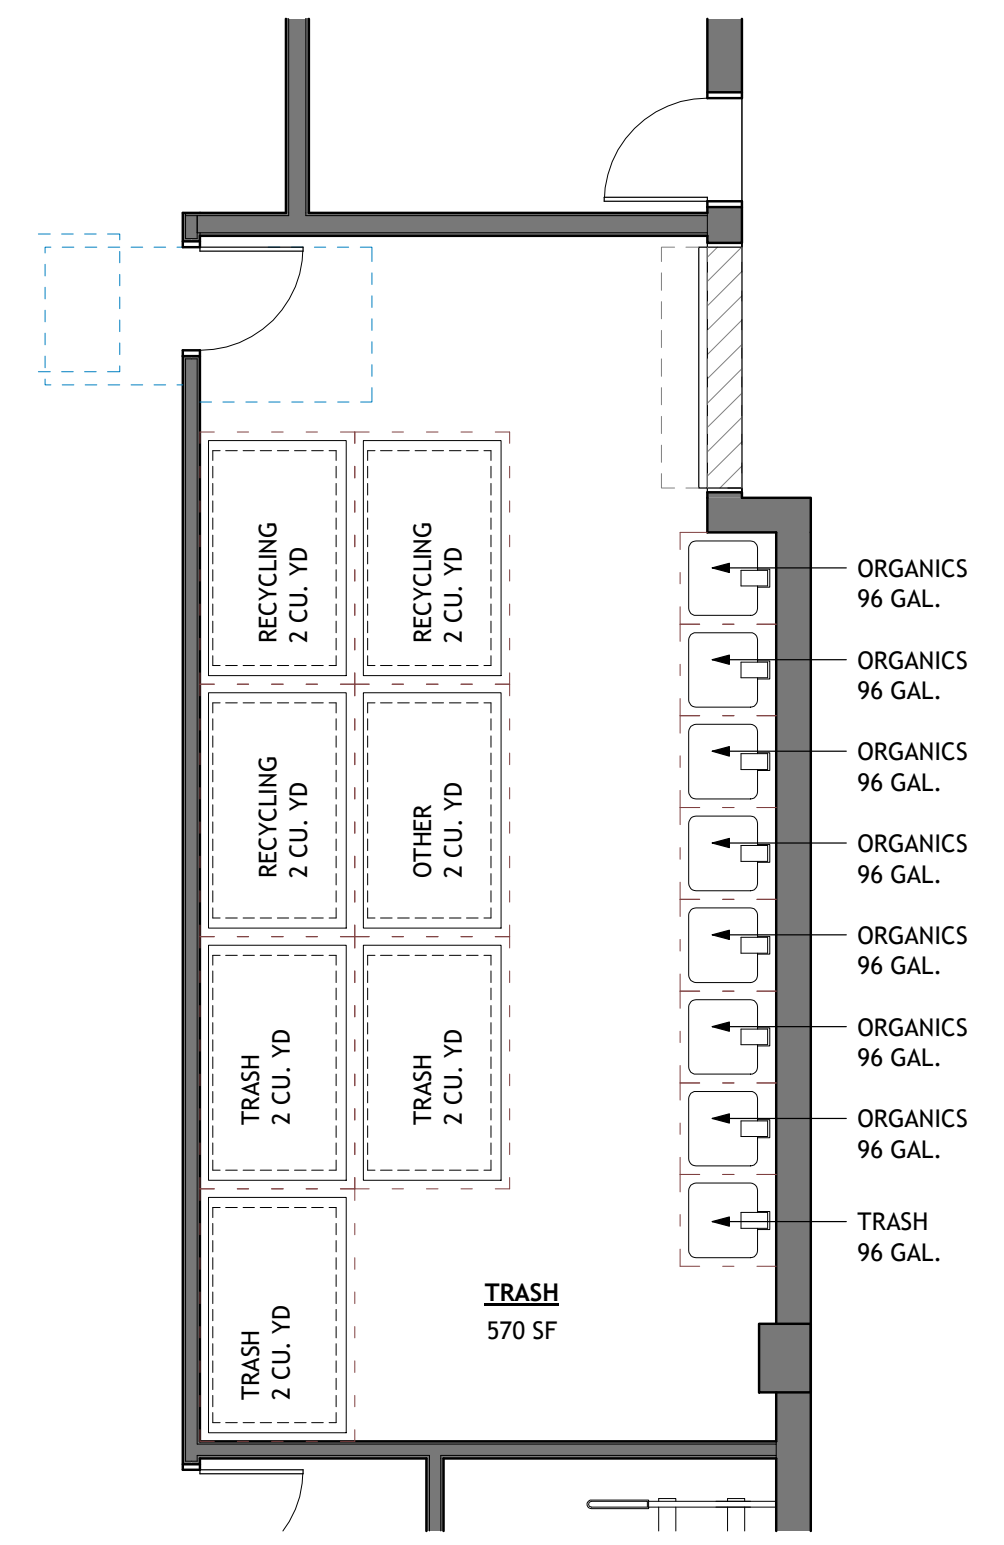 RECYCLING
2 CU. YD
RECYCLING
2 CU. YD
RECYCLING
2 CU. YD
OTHER
2 CU. YD
TRASH
2 CU. YD
TRASH
2 CU. YD
TRASH
2 CU. YD
ORGANICS
96 GAL.
ORGANICS
96 GAL.
ORGANICS
96 GAL.
ORGANICS
96 GAL.
ORGANICS
96 GAL.
ORGANICS
96 GAL.
ORGANICS
96 GAL.
TRASH
96 GAL.
TRASH
570 SF